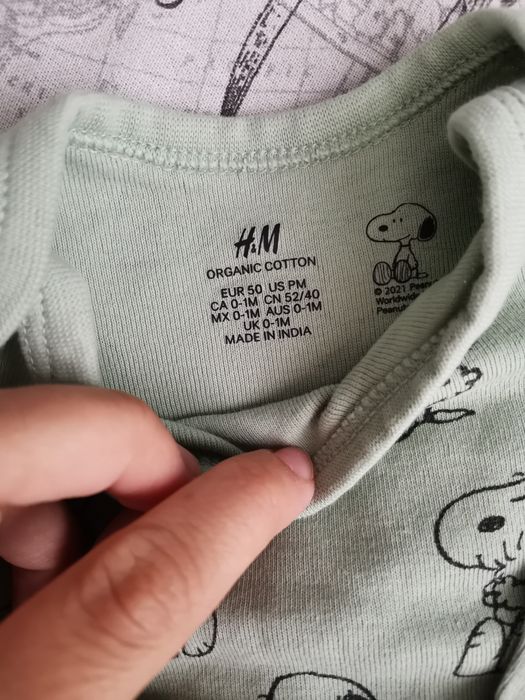 H&M
ORGANIC COTTON
EUR 50 US PM
CA 0-1M CN 52/40
MX 0-1M AUS 0-1M
UK 0-1M
MADE IN INDIA
© 2021
Worldwide